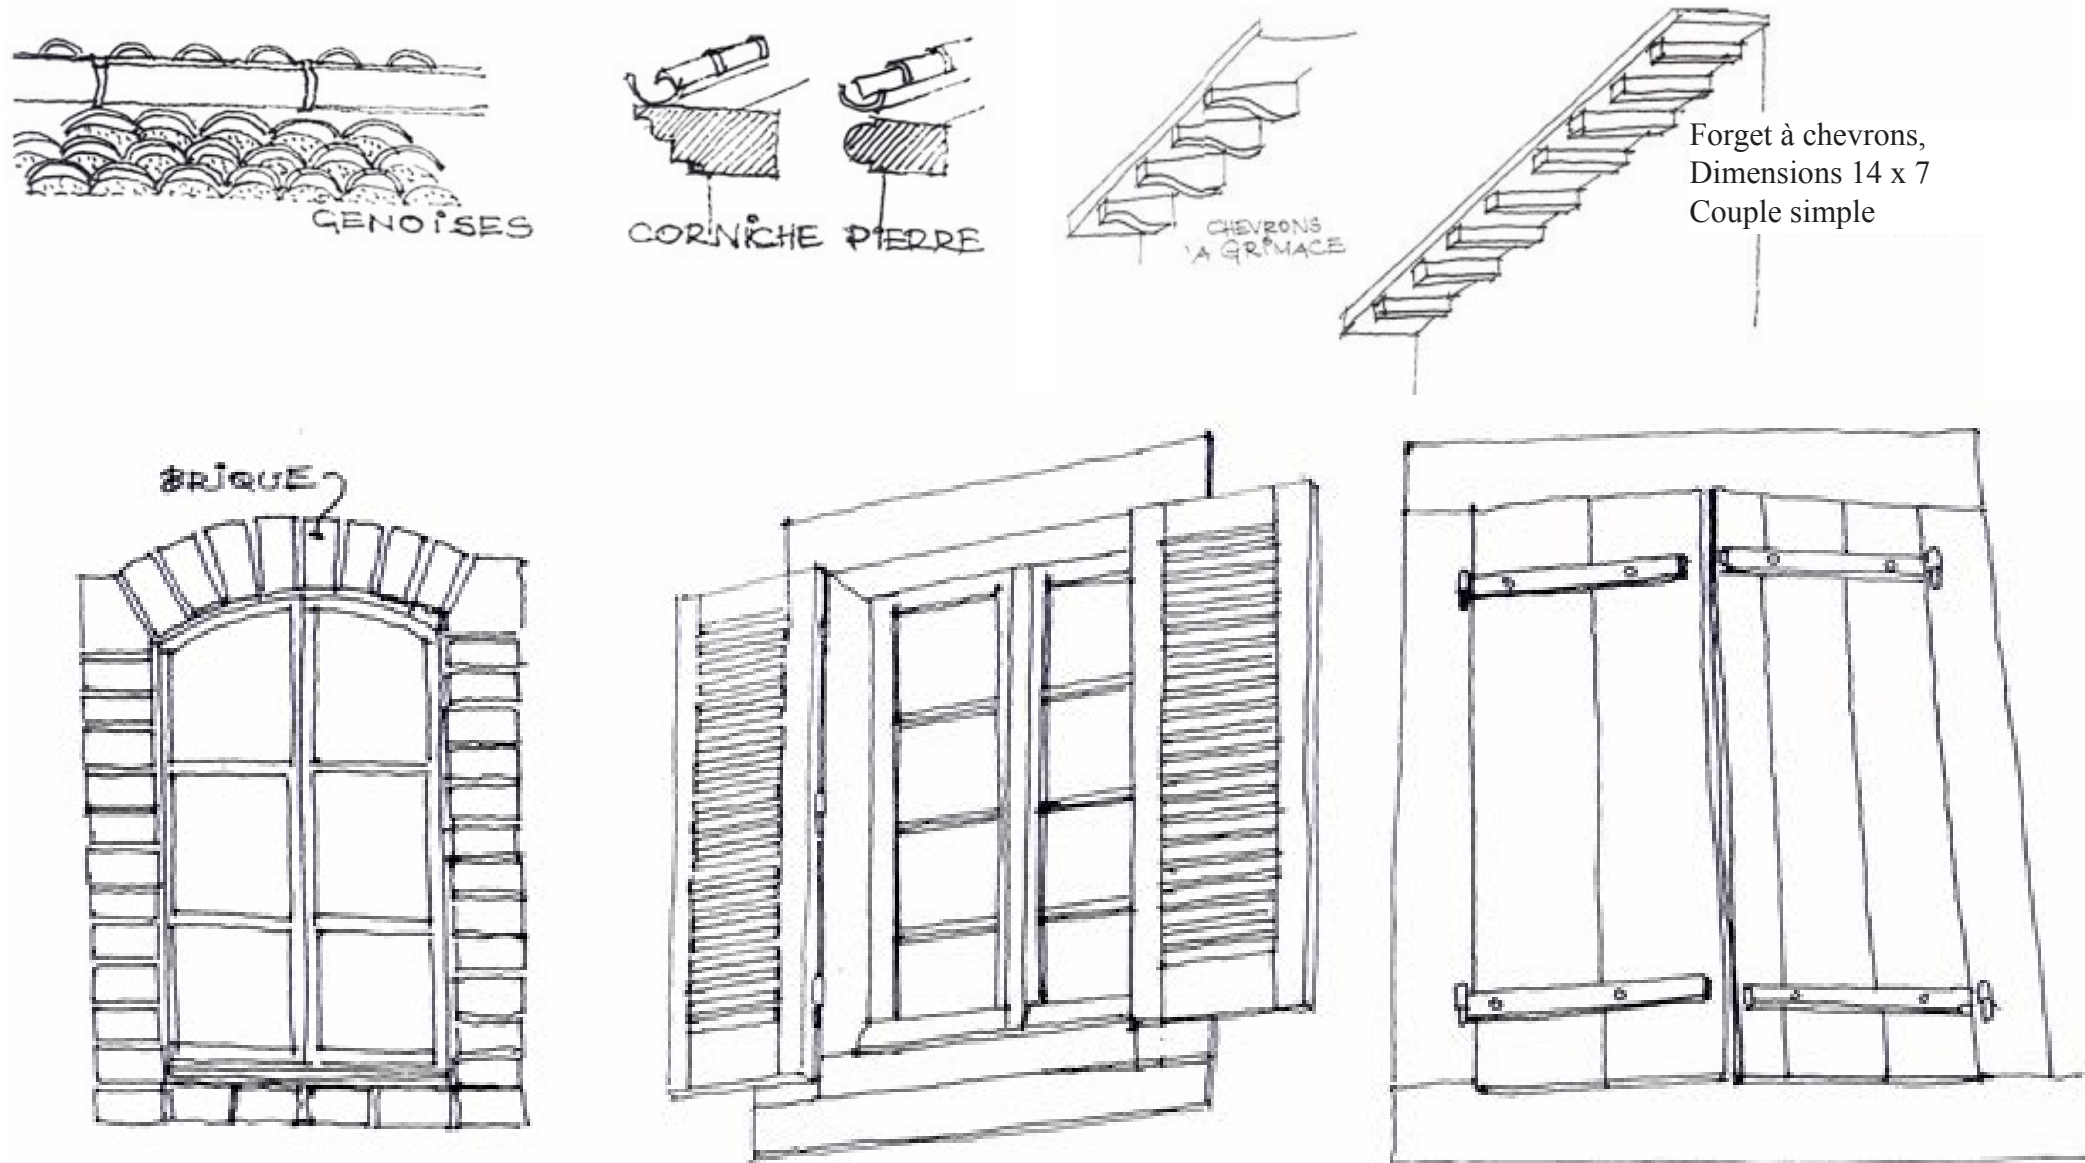 GENOISES
CORNICHE PIERRE
CHEVRONS
A GRIMACE
Forget à chevrons,
Dimensions 14 x 7
Couple simple
BRIQUE